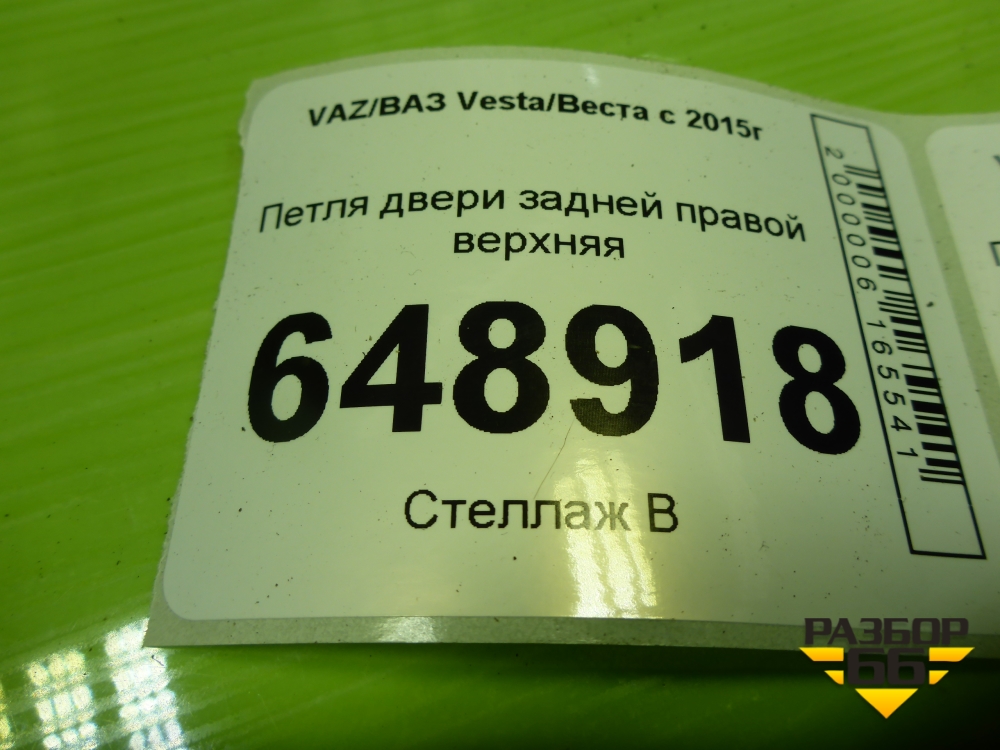 VAZ/ВАЗ Vesta/Веста с 2015г
Петля двери задней правой
верхняя
648918
Стеллаж В
2000006165541
РАЗБОР
66